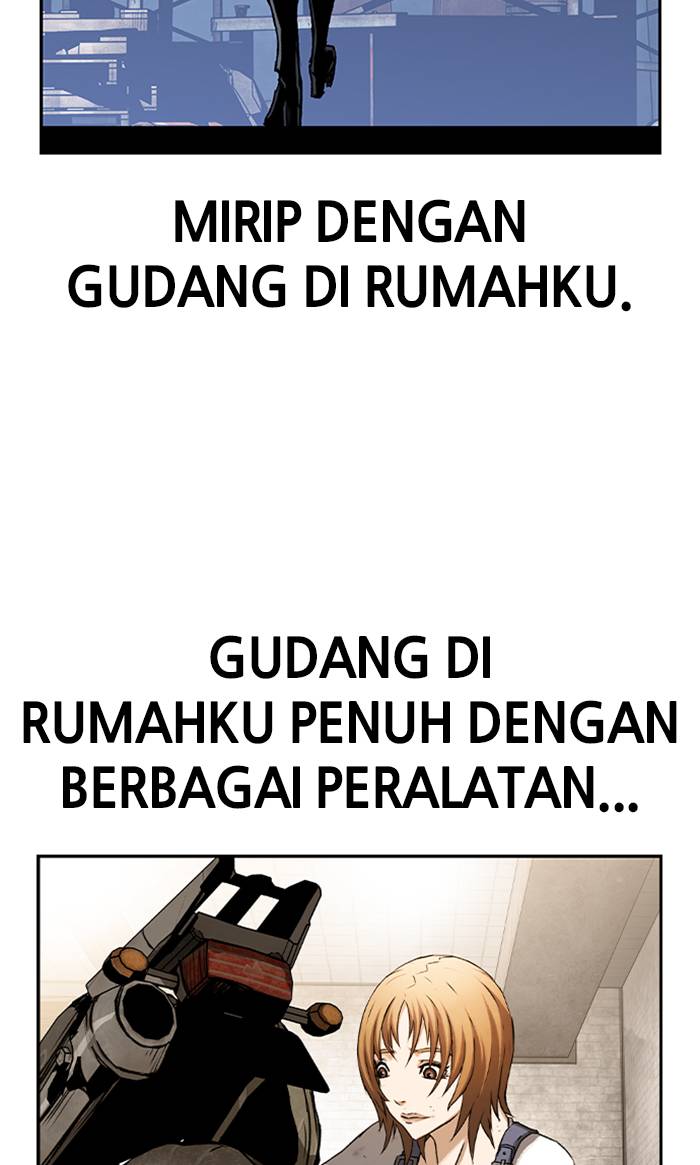 MIRIP DENGAN
GUDANG DI RUMAHKU.
GUDANG DI
RUMAHKU PENUH DENGAN
BERBAGAI PERALATAN...